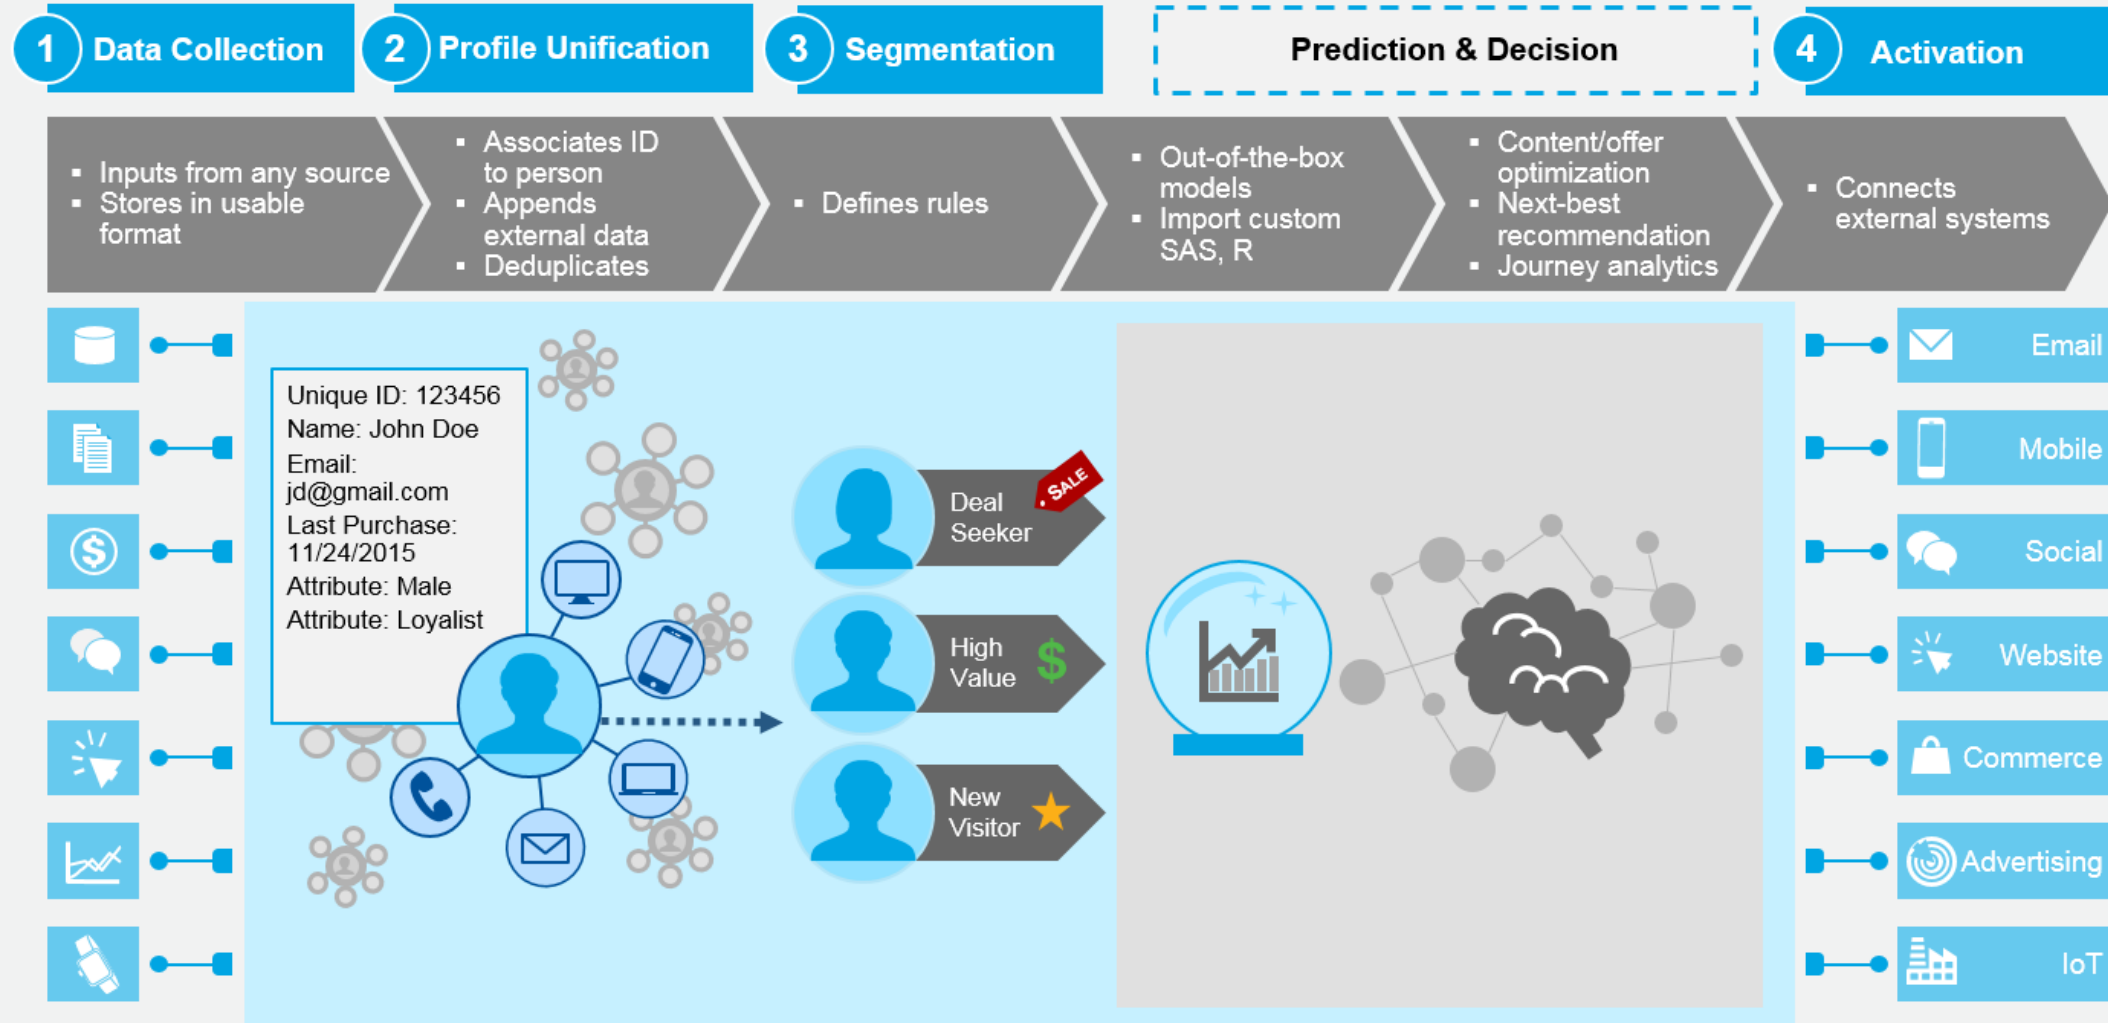 1 Data Collection
2 Profile Unification
3 Segmentation
Prediction & Decision
4 Activation
▪ Inputs from any source
▪ Stores in usable
format
▪ Associates ID
to person
▪ Appends
external data
▪ Deduplicates
▪ Defines rules
▪ Out-of-the-box
models
▪ Import custom
SAS, R
▪ Content/offer
optimization
▪ Next-best
recommendation
▪ Journey analytics
▪ Connects
external systems
Unique ID: 123456
Name: John Doe
Email:
jd@gmail.com
Last Purchase:
11/24/2015
Attribute: Male
Attribute: Loyalist
Deal
Seeker
SALE
High
Value
$
New
Visitor
$
Email
Mobile
Social
Website
Commerce
Advertising
IoT